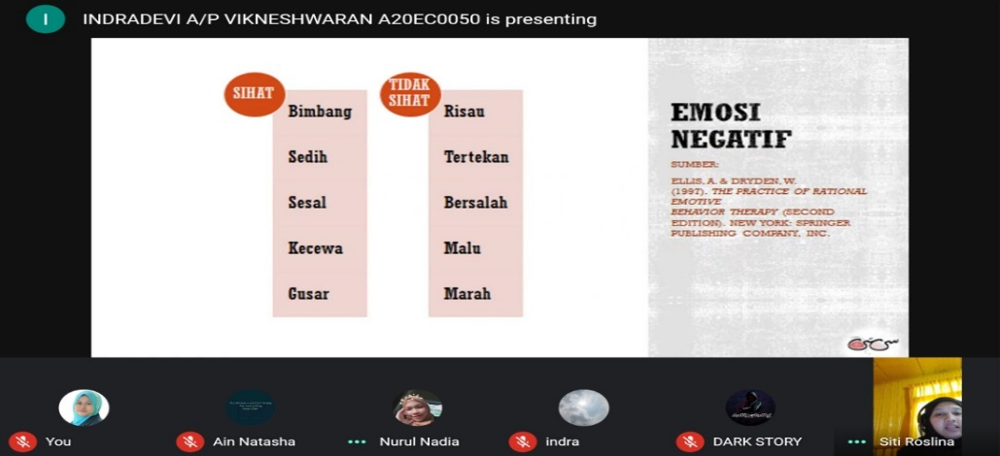 I
INDRADEVI A/P VIKNESHWARAN A20EC0050 is presenting
SIHAT
Bimbang
Sedih
Sesal
Kecewa
Gusar
TIDAK
SIHAT
Risau
Tertekan
Bersalah
Malu
Marah
EMOSI
NEGATIF
SUMBER:
ELLIS, A. & DRYDEN, W.
(1997). THE PRACTICE OF RATIONAL
EMOTIVE
BEHAVIOR THERAPY (SECOND
EDITION). NEW YORK: SPRINGER
PUBLISHING COMPANY, INC.
You
Ain Natasha
Nurul Nadia
indra
DARK STORY
Siti Roslina